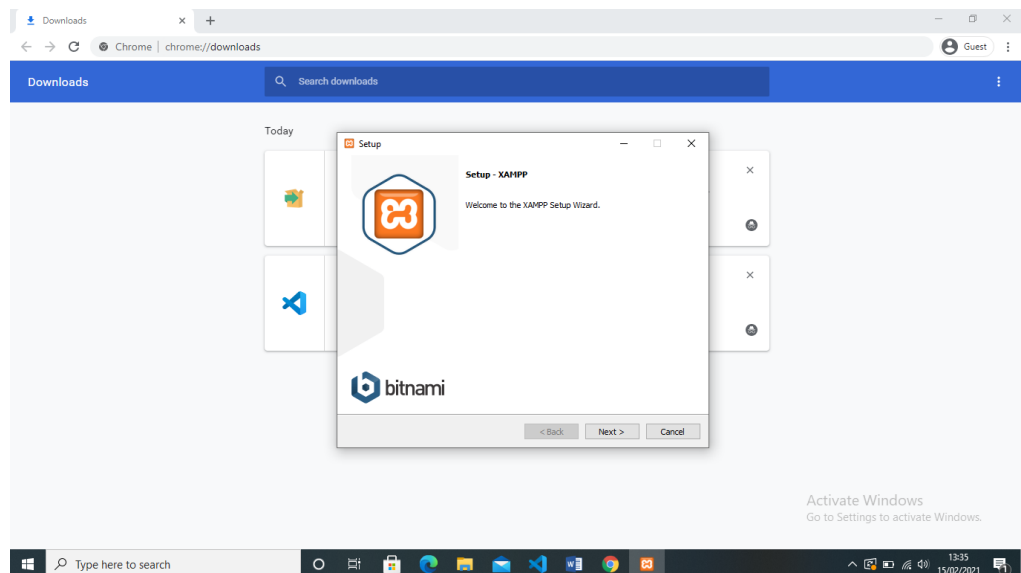 Downloads
Chrome | chrome://downloads
Guest
Downloads
Search downloads
Today
Setup
Setup - XAMPP
Welcome to the XAMPP Setup Wizard.
bitnami
< Back
Next >
Cancel
Activate Windows
Go to Settings to activate Windows.
Type here to search
13:35
15/02/2021